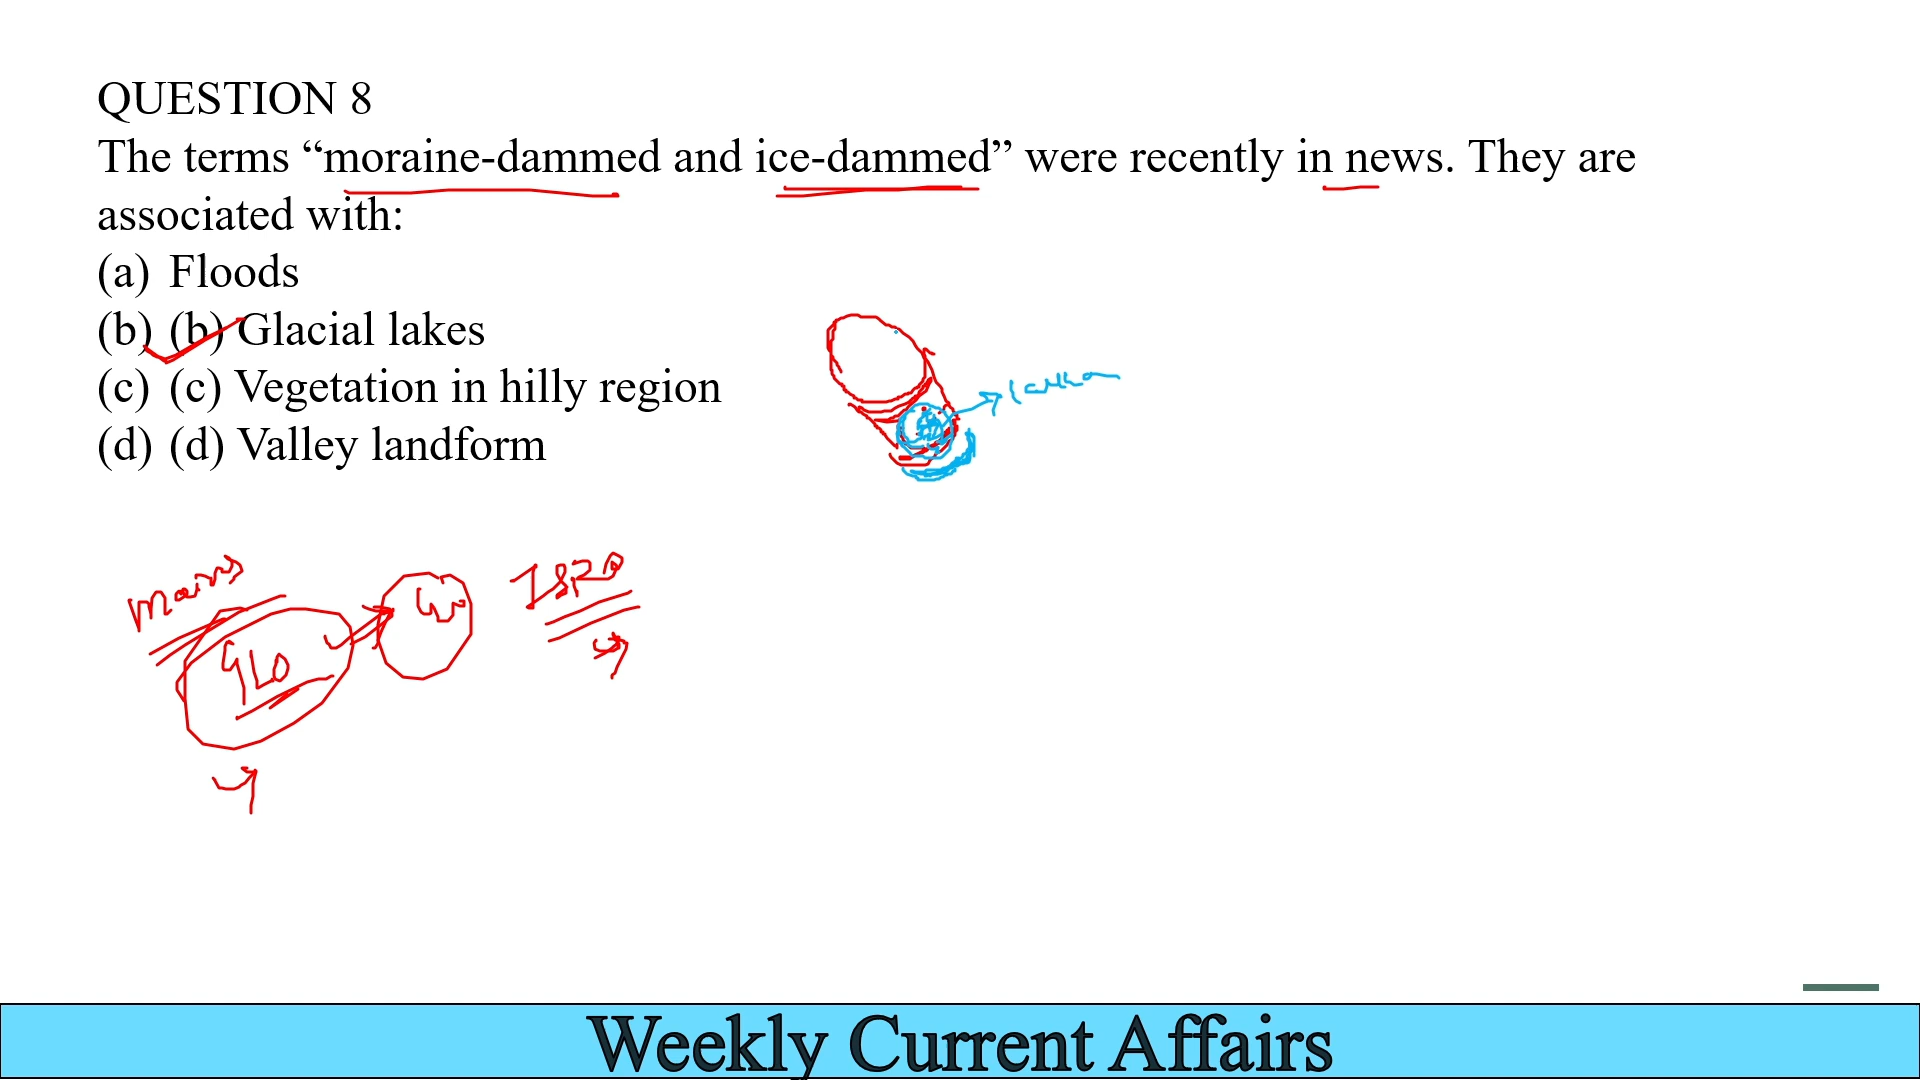 QUESTION 8
The terms “moraine-dammed and ice-dammed” were recently in news. They are
associated with:
(a) Floods
(b) (b) Glacial lakes
(c) (c) Vegetation in hilly region
(d) (d) Valley landform
mains
ISRO
Weekly Current Affairs